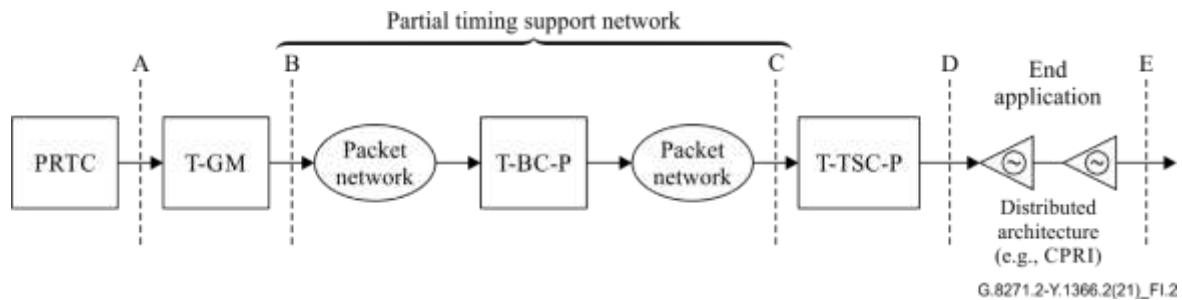 Partial timing support network
A
B
C
D
E
End
application
PRTC
T-GM
Packet
network
T-BC-P
Packet
network
T-TSC-P
Distributed
architecture
(e.g., CPRI)
G.8271.2-Y.1366.2(21)_FI.2